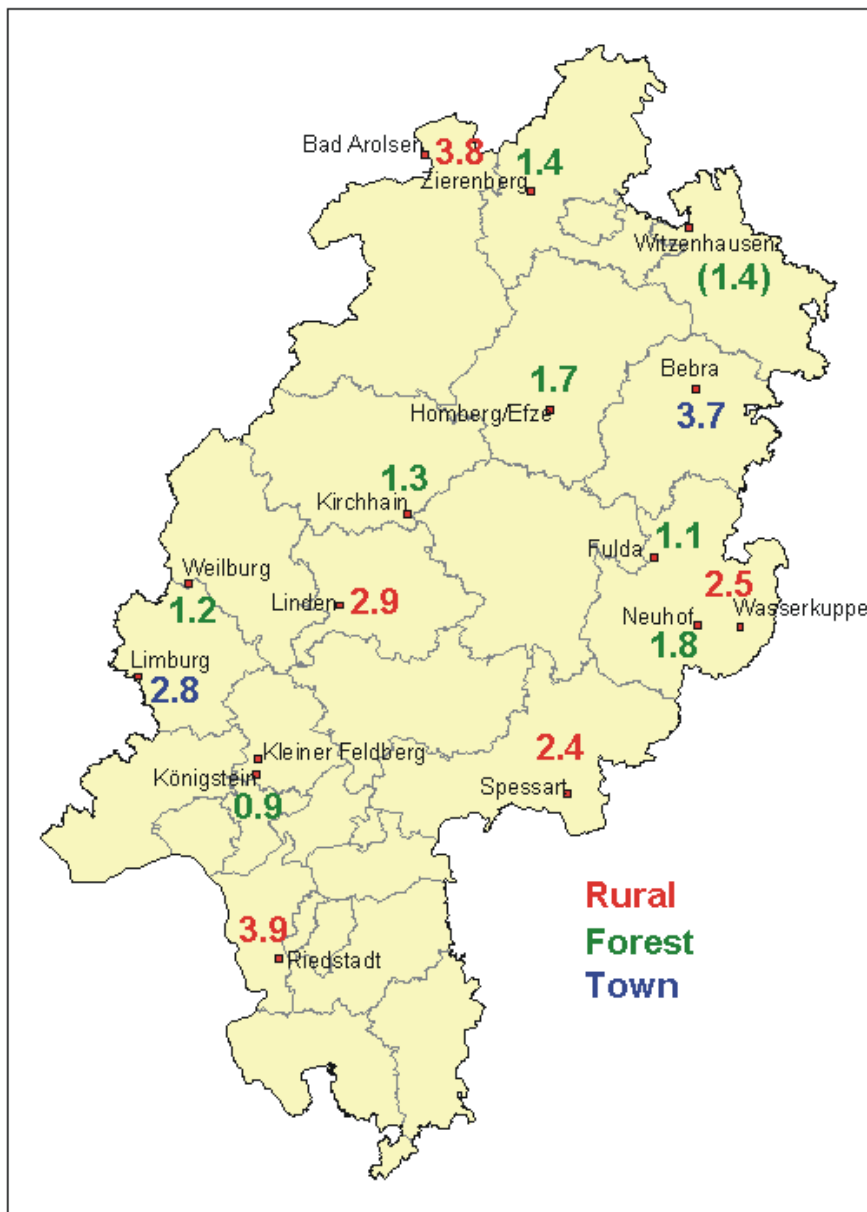 Bad Arolsen
3.8
1.4
Zierenberg
Witzenhausen
(1.4)
Bebra
3.7
1.7
Homberg/Efze
1.3
Kirchhain
1.1
Fulda
Weilburg
1.2
Linden
2.9
2.5
Neuhof
Wasserkuppe
1.8
Limburg
2.8
2.4
Kleiner Feldberg
Königstein
0.9
Spessart
3.9
Riedstadt
Rural
Forest
Town